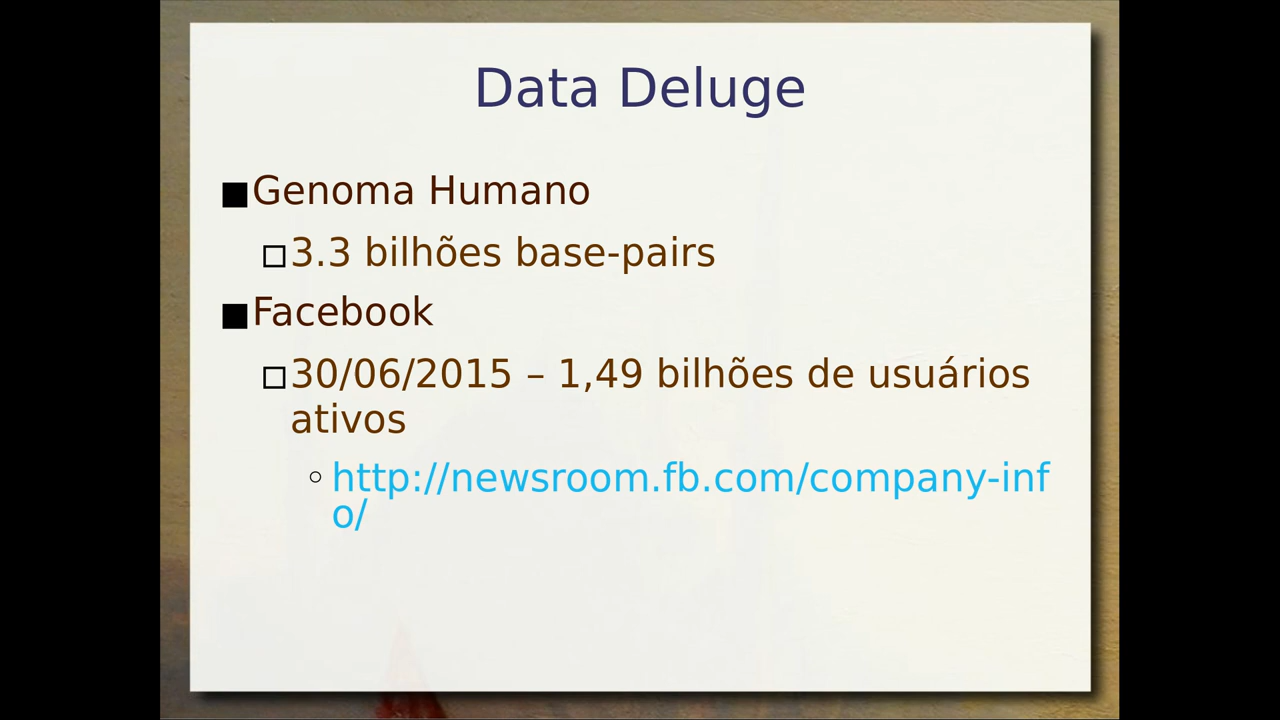 Data Deluge
Genoma Humano
3.3 bilhões base-pairs
Facebook
30/06/2015 – 1,49 bilhões de usuários
ativos
http://newsroom.fb.com/company-inf
o/